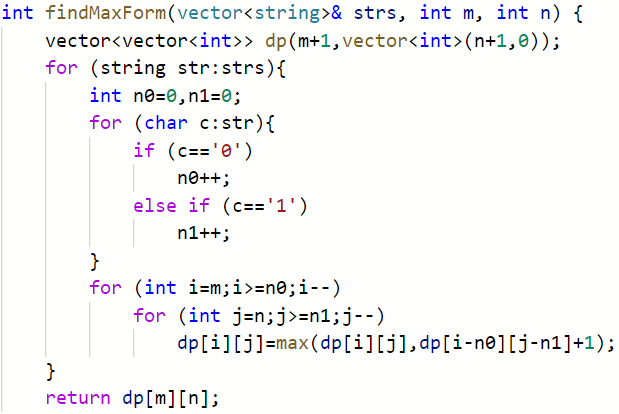 int findMaxForm(vector<string>& strs, int m, int n) {
    vector<vector<int>> dp(m+1,vector<int>(n+1,0));
    for (string str:strs){
        int n0=0,n1=0;
        for (char c:str){
            if (c=='0')
                n0++;
            else if (c=='1')
                n1++;
        }
        for (int i=m;i>=n0;i--)
            for (int j=n;j>=n1;j--)
                dp[i][j]=max(dp[i][j],dp[i-n0][j-n1]+1);
    }
    return dp[m][n];